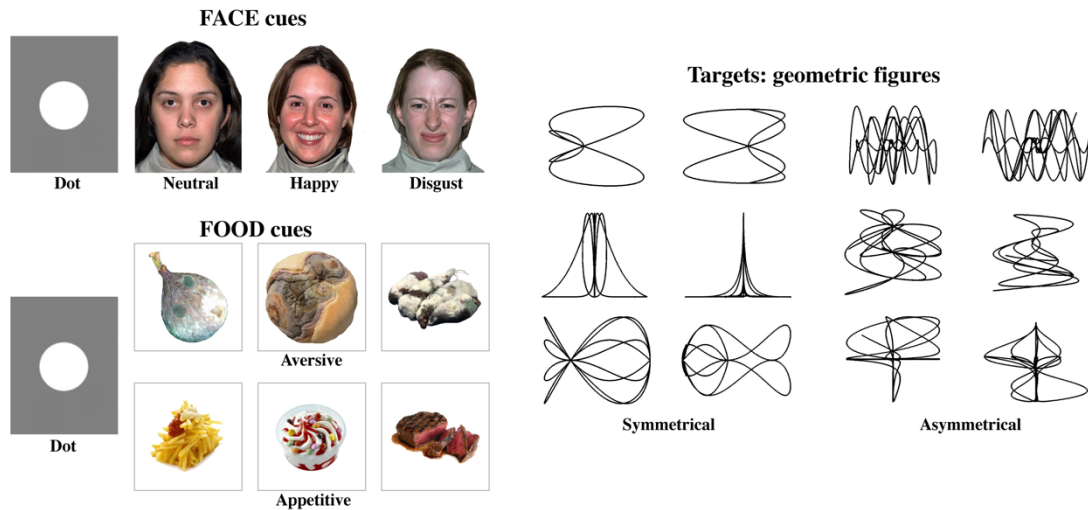 FACE cues
Dot
Neutral
Happy
Disgust
FOOD cues
Aversive
Dot
Appetitive
Targets: geometric figures
Symmetrical
Asymmetrical